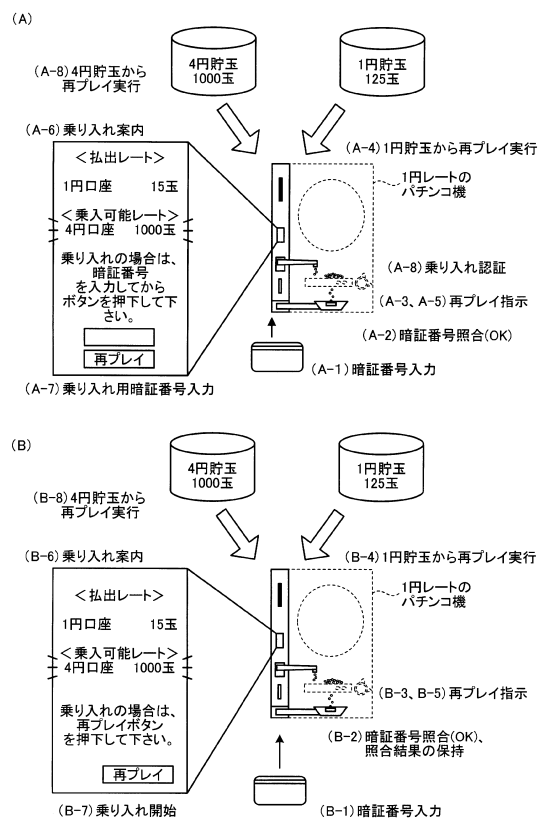 (A)
4円貯玉
1000玉
1円貯玉
125玉
(A-8)4円貯玉から
再プレイ実行
(A-6)乗り入れ案内
(A-4)1円貯玉から再プレイ実行
＜払出レート＞
1円口座 15玉
＜乗入可能レート＞
4円口座 1000玉
乗り入れの場合は、
暗証番号
を入力してから
ボタンを押下して下
さい。
再プレイ
1円レートの
パチンコ機
(A-8)乗り入れ認証
(A-3、A-5)再プレイ指示
(A-2)暗証番号照合(OK)
(A-1)暗証番号入力
(A-7)乗り入れ用暗証番号入力
(B)
4円貯玉
1000玉
1円貯玉
125玉
(B-8)4円貯玉から
再プレイ実行
(B-6)乗り入れ案内
(B-4)1円貯玉から再プレイ実行
＜払出レート＞
1円口座 15玉
＜乗入可能レート＞
4円口座 1000玉
乗り入れの場合は、
再プレイボタン
を押下して下さい。
再プレイ
1円レートの
パチンコ機
(B-3、B-5)再プレイ指示
(B-2)暗証番号照合(OK)、
照合結果の保持
(B-7)乗り入れ開始
(B-1)暗証番号入力